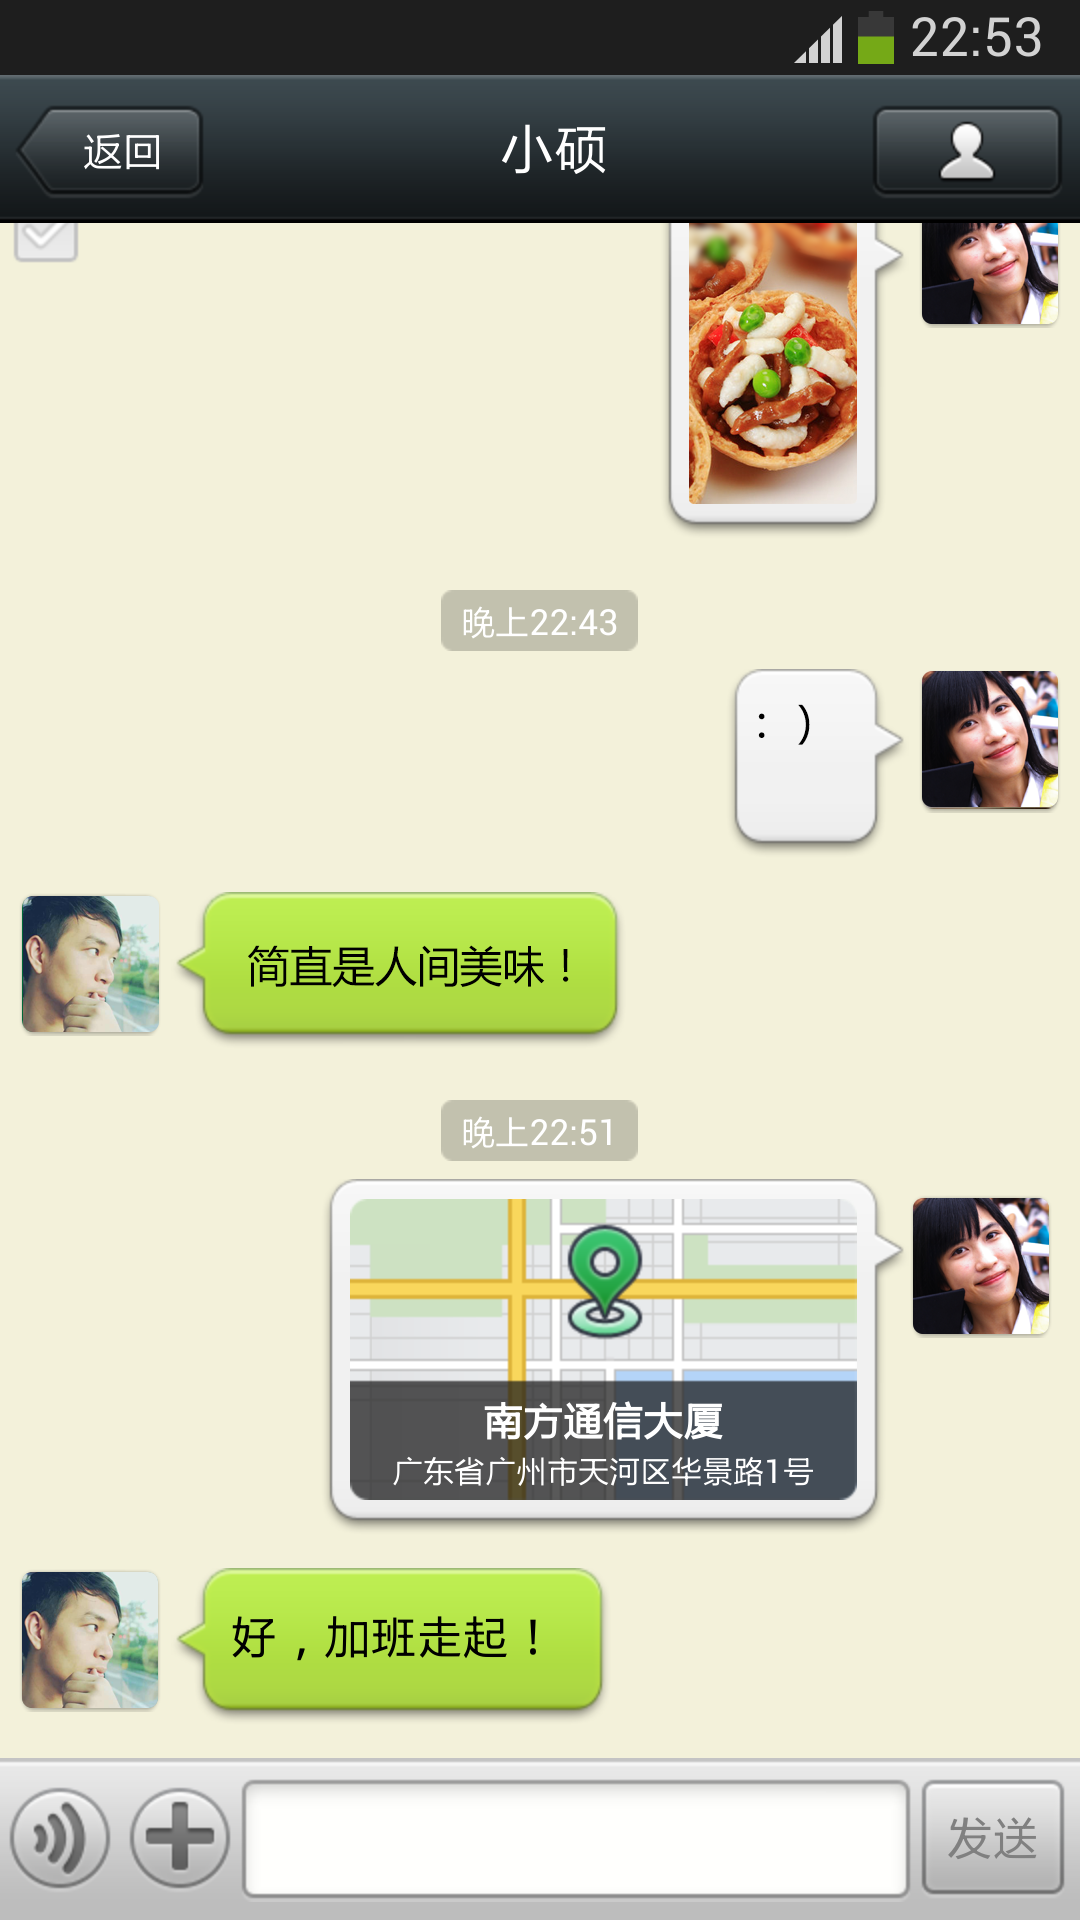 22:53
返回
小硕
晚上22:43
：）
简直是人间美味！
晚上22:51
南方通信大厦
广东省广州市天河区华景路1号
好，加班走起！
发送